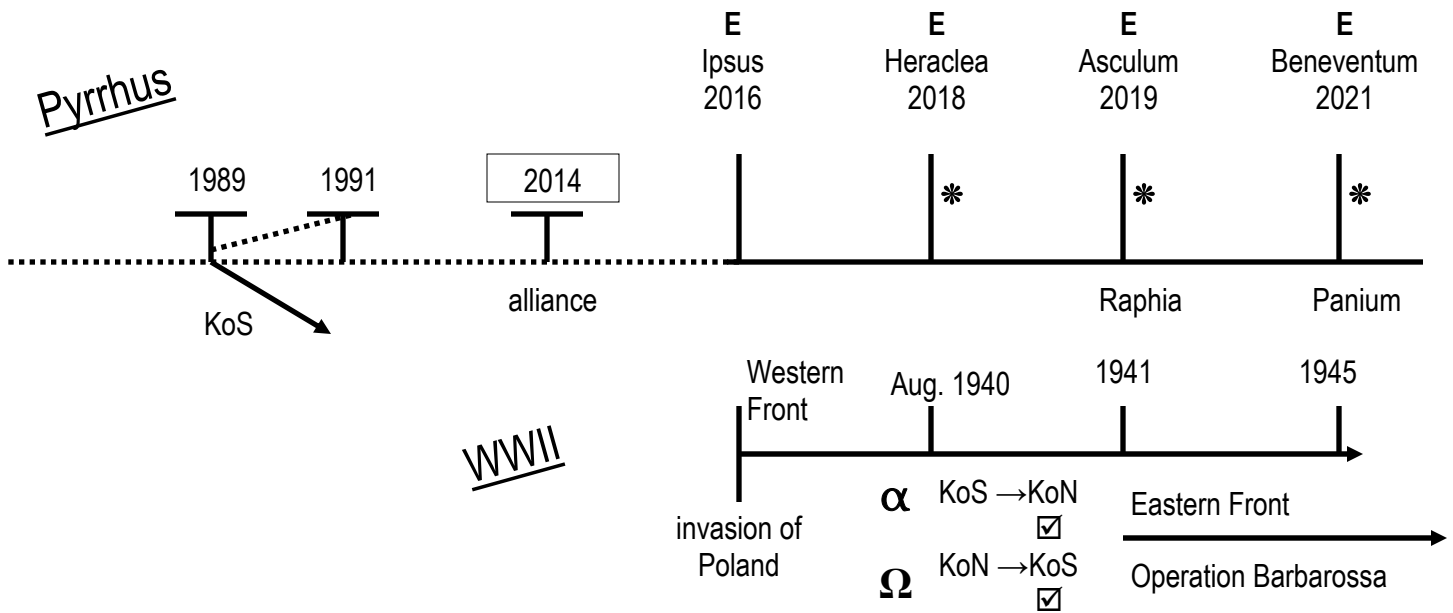 E
Ipsus
2016
E
Heraclea
2018
E
Asculum
2019
E
Beneventum
2021
Pyrrhus
1989
1991
2014
KoS
alliance
Raphia
Panium
Western
Front
Aug. 1940
1941
1945
WWII
invasion of
Poland
α KoS →KoN
☑
Ω KoN →KoS
☑
Eastern Front
Operation Barbarossa